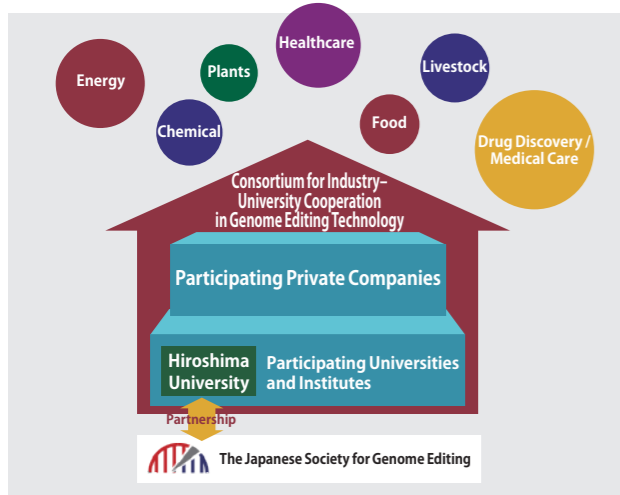 Healthcare
Energy
Plants
Livestock
Chemical
Food
Drug Discovery /
Medical Care
Consortium for Industry–
University Cooperation
in Genome Editing Technology
Participating Private Companies
Hiroshima
University
Participating Universities
and Institutes
Partnership
The Japanese Society for Genome Editing